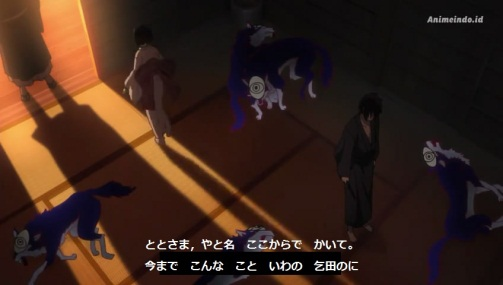 Animeindo.id
ととさま, やと名 ここからで かいて。
今まで こんな こと いわの 乞田のに